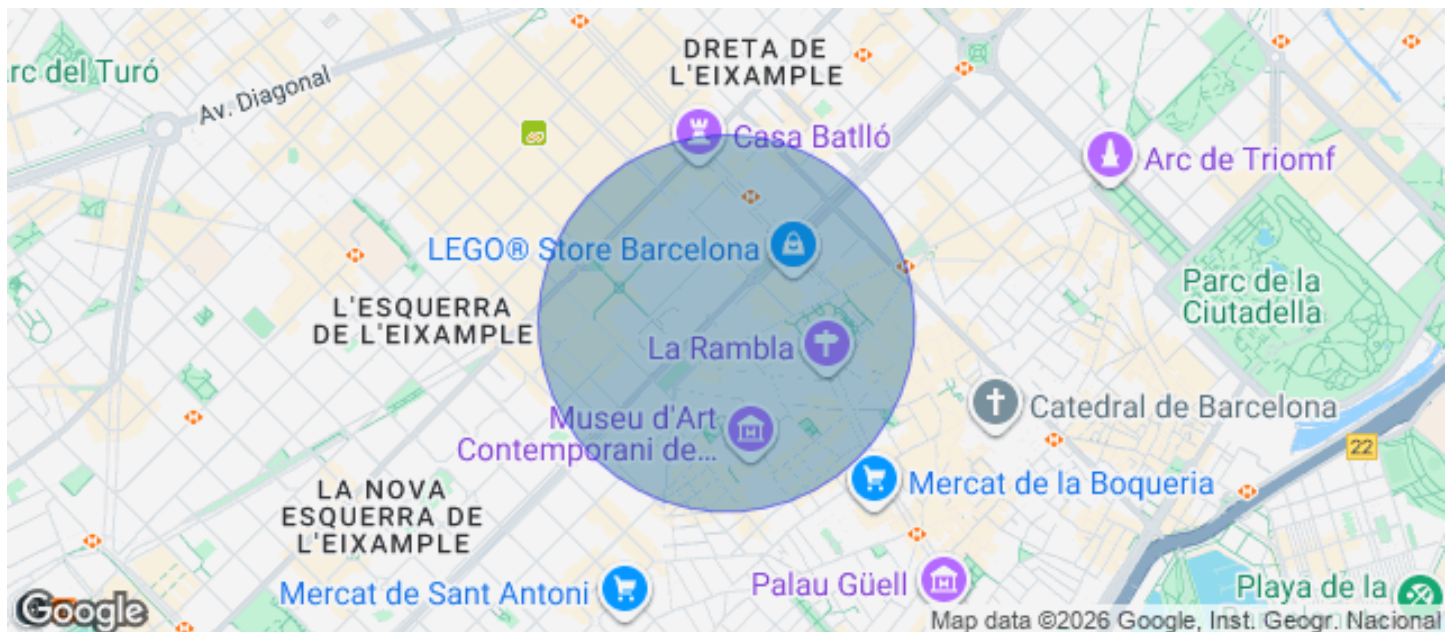 DRETA DE
L'EIXAMPLE
rc del Turó
Av. Diagonal
Casa Batlló
Arc de Triomf
LEGO® Store Barcelona
Parc de la
Ciutadella
L'ESQUERRA
DE L'EIXAMPLE
La Rambla
Museu d'Art
Contemporani de...
Catedral de Barcelona
22
Mercat de la Boqueria
LA NOVA
ESQUERRA DE
L'EIXAMPLE
Mercat de Sant Antoni
Palau Güell
Playa de la
Google
Map data ©2026 Google, Inst. Geogr. Nacional